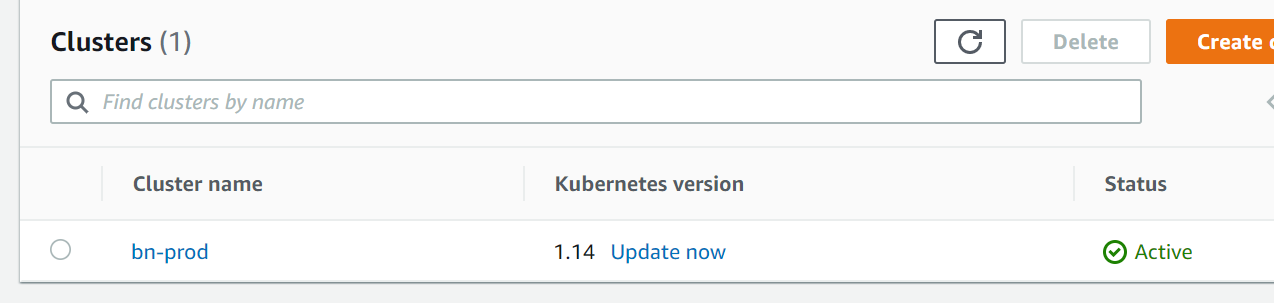 Clusters (1)
Delete
Create
Find clusters by name
Cluster name
Kubernetes version
Status
bn-prod
1.14 Update now
Active